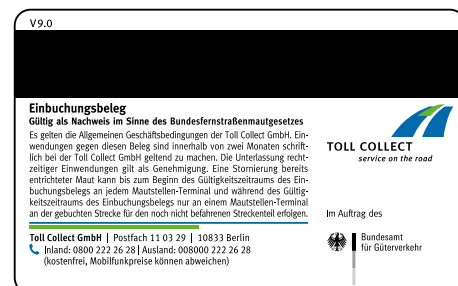 V9.0
Einbuchungsbeleg
Gültig als Nachweis im Sinne des Bundesfernstraßenmautgesetzes
Es gelten die Allgemeinen Geschäftsbedingungen der Toll Collect GmbH. Ein-
wendungen gegen diesen Beleg sind innerhalb von zwei Monaten schrift-
lich bei der Toll Collect GmbH geltend zu machen. Die Unterlassung recht-
zeitiger Einwendungen gilt als Genehmigung. Eine Stornierung bereits
entrichteter Maut kann bis zum Beginn des Gültigkeitszeitraums des Ein-
buchungsbelegs an jedem Mautstellen-Terminal und während des Gültig-
keitszeitraums des Einbuchungsbelegs nur an einem Mautstellen-Terminal
an der gebuchten Strecke für den noch nicht befahrenen Streckenteil erfolgen.
Toll Collect GmbH | Postfach 11 03 29 | 10833 Berlin
Inland: 0800 222 26 28 | Ausland: 008000 222 26 28
(kostenfrei, Mobilfunkpreise können abweichen)
TOLL COLLECT
service on the road
Im Auftrag des
Bundesamt
für Güterverkehr